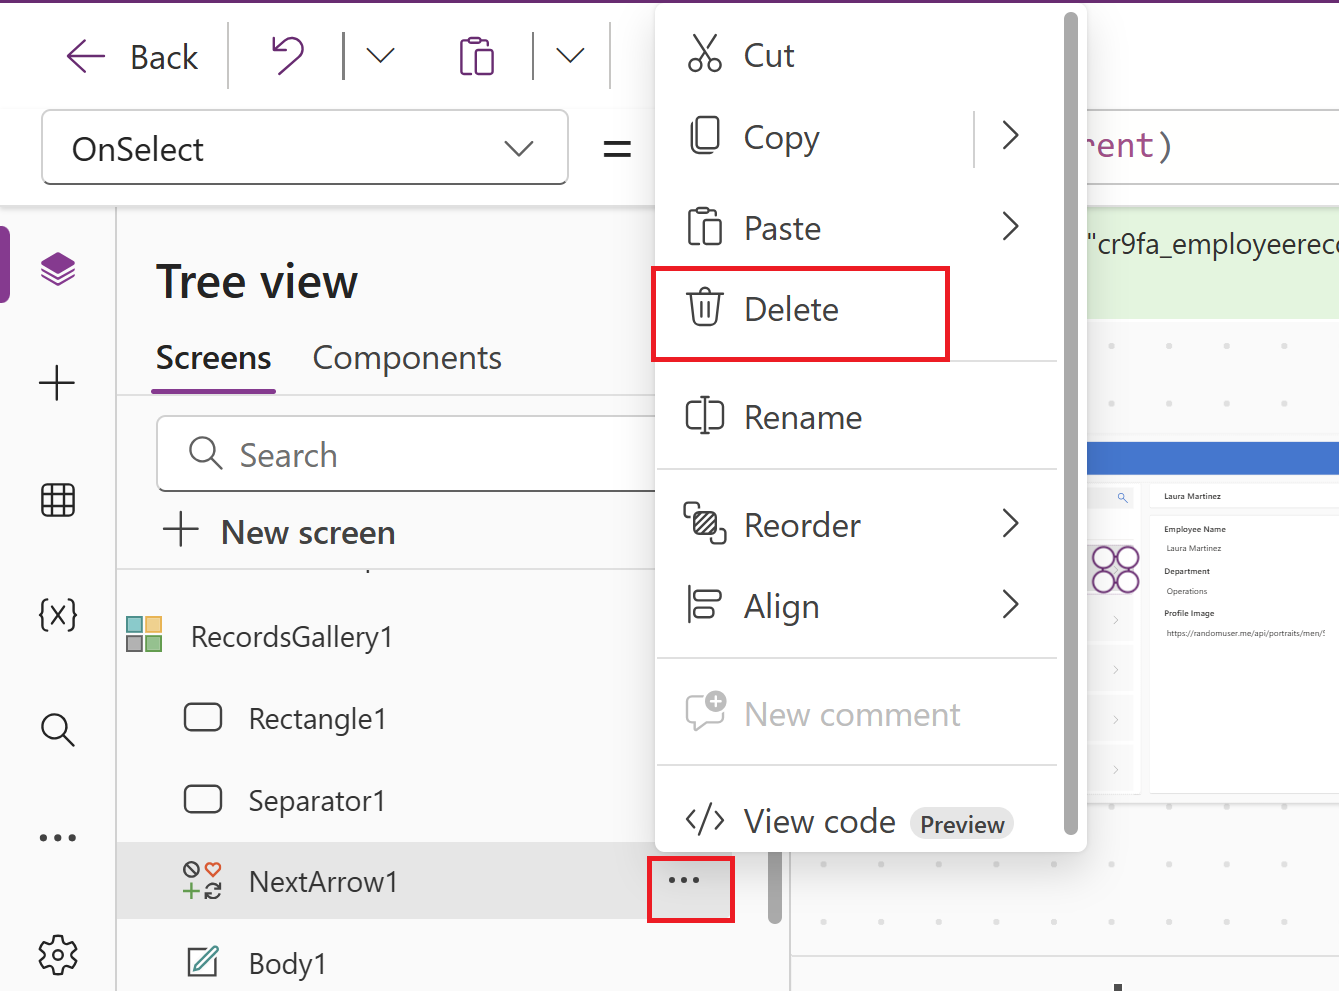 Back
OnSelect
=
rent)
Cut
Copy
Paste
Delete
Rename
Reorder
Align
New comment
View code Preview
Tree view
Screens Components
Search
New screen
RecordsGallery1
Rectangle1
Separator1
NextArrow1
Body1
"cr9fa_employeereco
Laura Martinez
Employee Name
Laura Martinez
Department
Operations
Profile Image
https://randomuser.me/api/portraits/men/5